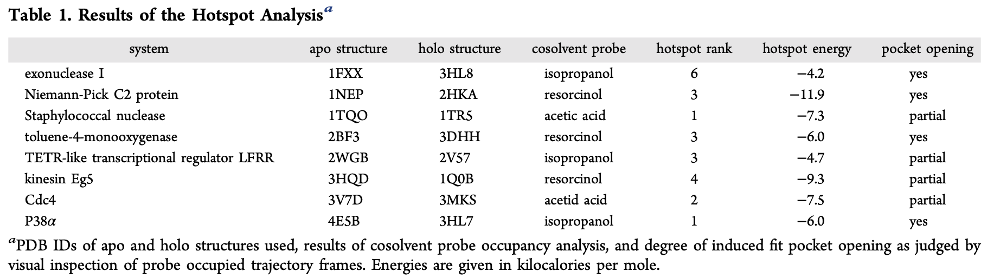 Table 1. Results of the Hotspot Analysisa
system apo structure holo structure cosolvent probe hotspot rank hotspot energy pocket opening
exonuclease I 1FXX 3HL8 isopropanol 6 −4.2 yes
Niemann-Pick C2 protein 1NEP 2HKA resorcinol 3 −11.9 yes
Staphylococcal nuclease 1TQO 1TR5 acetic acid 1 −7.3 partial
toluene-4-monooxygenase 2BF3 3DHH resorcinol 3 −6.0 yes
TETR-like transcriptional regulator LFRR 2WGB 2V57 isopropanol 3 −4.7 partial
kinesin Eg5 3HQD 1Q0B resorcinol 4 −9.3 partial
Cdc4 3V7D 3MKS acetid acid 2 −7.5 partial
P38α 4E5B 3HL7 isopropanol 1 −6.0 yes
aPDB IDs of apo and holo structures used, results of cosolvent probe occupancy analysis, and degree of induced fit pocket opening as judged by
visual inspection of probe occupied trajectory frames. Energies are given in kilocalories per mole.